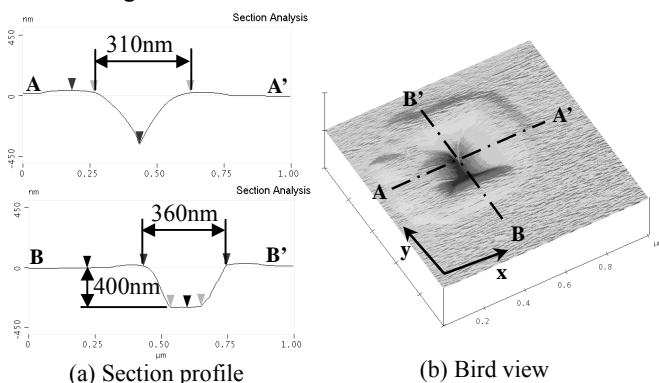 Section Analysis
nm
450
0
-450
310nm
A
A'
0
0.25
0.50
0.75
1.00
Section Analysis
nm
450
0
-450
360nm
B
B'
400nm
0
0.25
0.50
0.75
1.00
µm
(a) Section profile
B'
A'
A
B
y
x
0.2
0.4
0.6
0.8
(b) Bird view